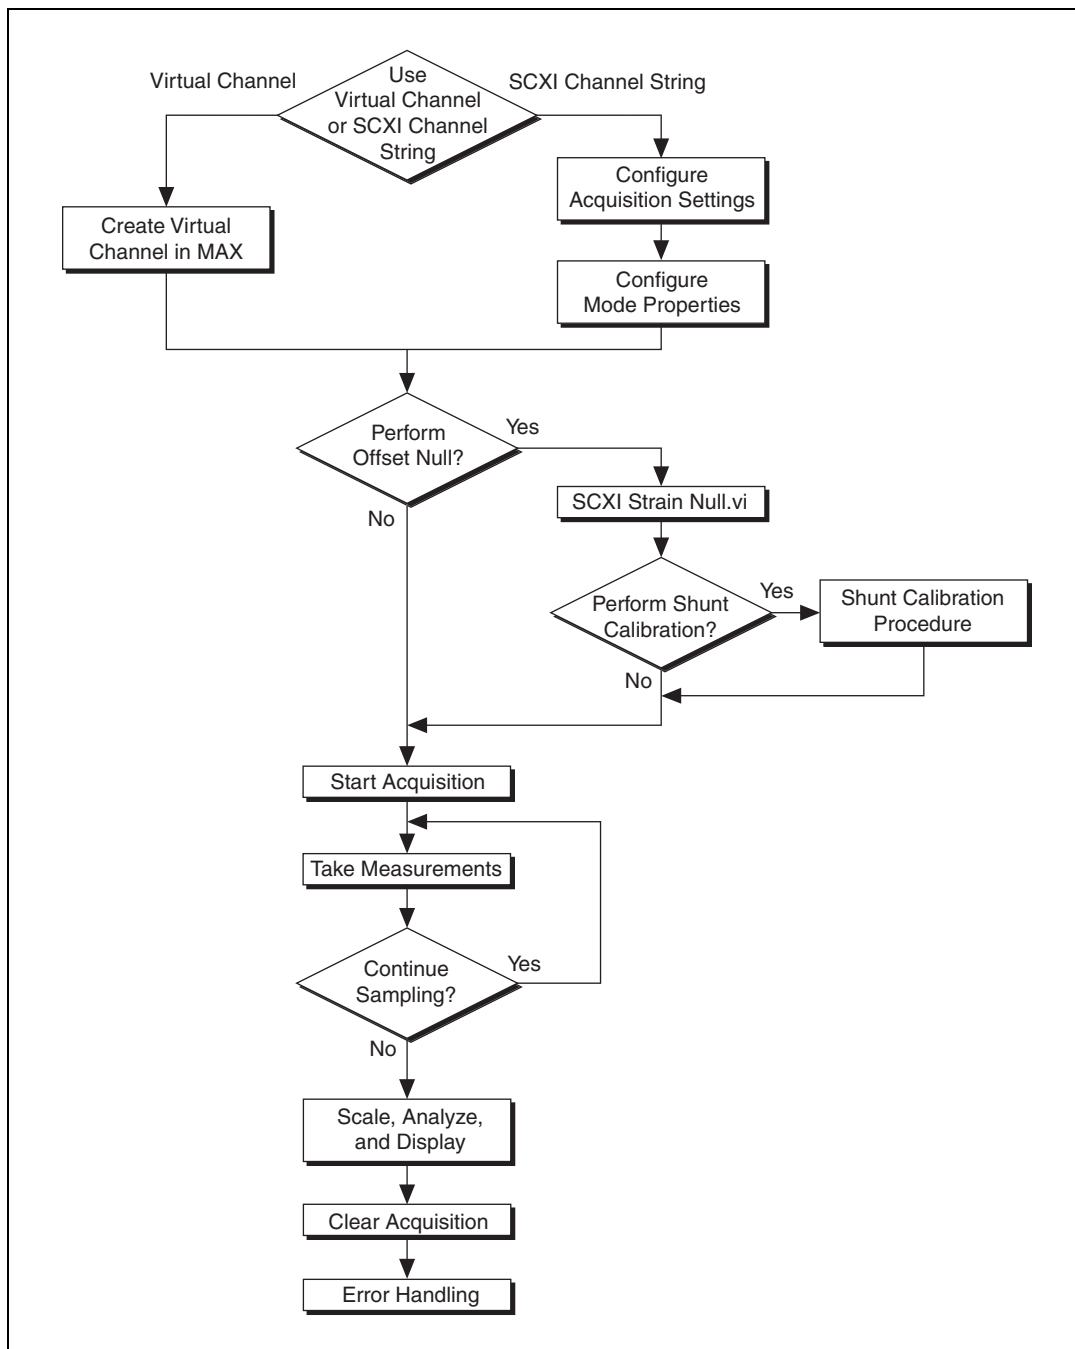 Virtual Channel
Use
Virtual Channel
or SCXI Channel
String
SCXI Channel String
Configure
Acquisition Settings
Create Virtual
Channel in MAX
Configure
Mode Properties
Perform
Offset Null?
Yes
No
SCXI Strain Null.vi
Perform Shunt
Calibration?
Yes
Shunt Calibration
Procedure
No
Start Acquisition
Take Measurements
Continue
Sampling?
Yes
No
Scale, Analyze,
and Display
Clear Acquisition
Error Handling